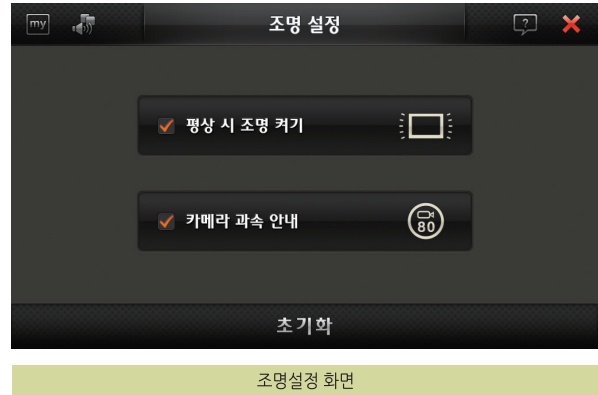 my 조명 설정 ?
평상 시 조명 켜기
카메라 과속 안내 80
초기화
조명설정 화면